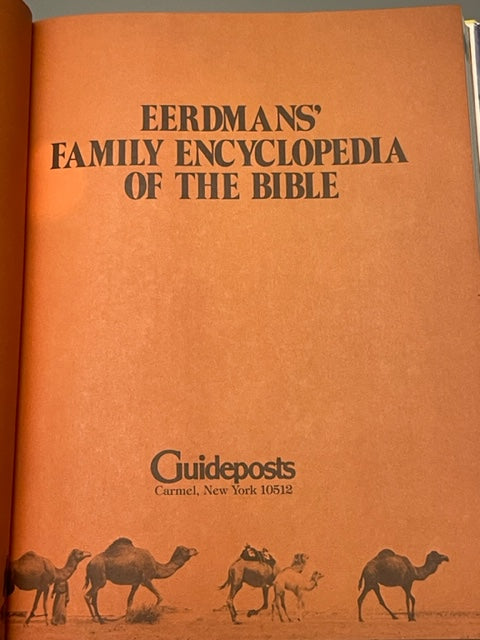 EERDMANS'
FAMILY ENCYCLOPEDIA
OF THE BIBLE
Guideposts
Carmel, New York 10512